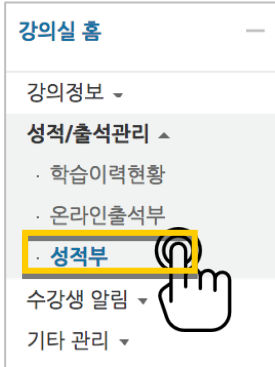 강의실 홈 —
강의정보 ▾
성적/출석관리 ▴
· 학습이력현황
· 온라인출석부
· 성적부
수강생 알림 ▾
기타 관리 ▾